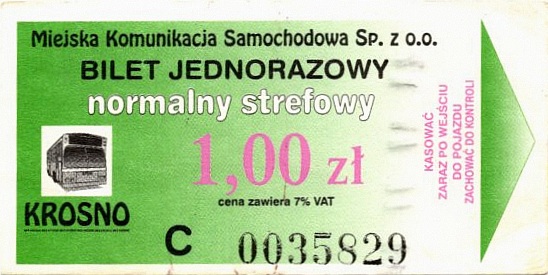 Miejska Komunikacja Samochodowa Sp. z o.o.
BILET JEDNORAZOWY
normalny strefowy
1,00 zł
cena zawiera 7% VAT
KROSNO
C 0035829
KASOWAĆ
ZARAZ PO WEJŚCIU
DO POJAZDU
ZACHOWAĆ DO KONTROLI